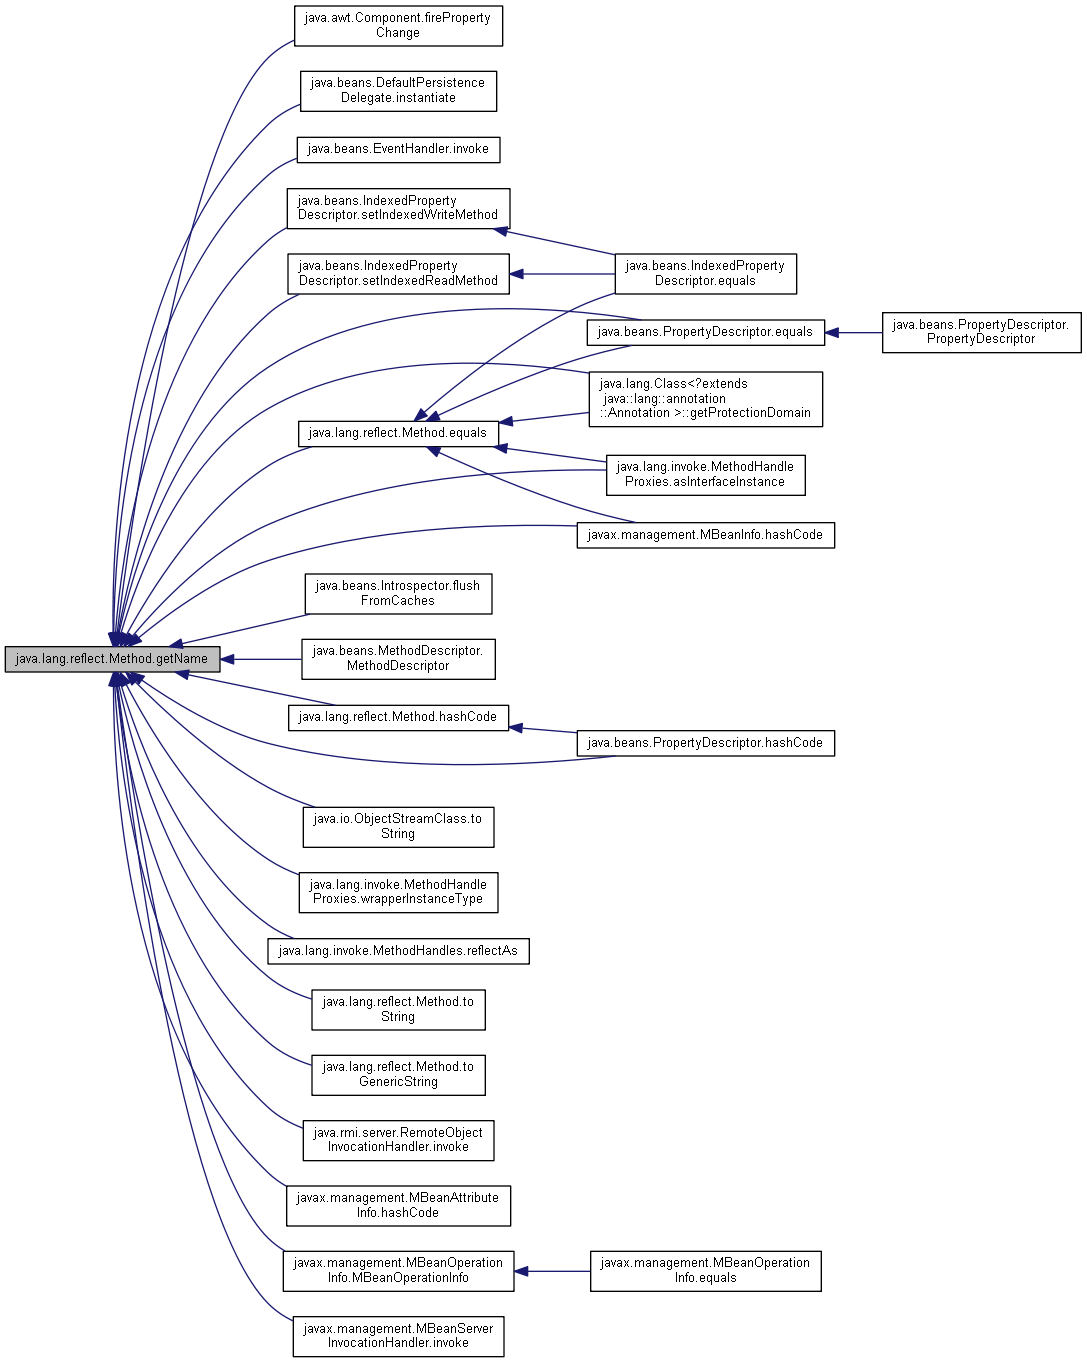 java.awt.Component.fireProperty
Change
java.beans.DefaultPersistence
Delegate.instantiate
java.beans.EventHandler.invoke
java.beans.IndexedProperty
Descriptor.setIndexedWriteMethod
java.beans.IndexedProperty
Descriptor.setIndexedReadMethod
java.beans.IndexedProperty
Descriptor.equals
java.beans.PropertyDescriptor.equals
java.beans.PropertyDescriptor.
PropertyDescriptor
java.lang.Class<?extends
java::lang::annotation
::Annotation >::getProtectionDomain
java.lang.reflect.Method.equals
java.lang.invoke.MethodHandle
Proxies.asInterfaceInstance
javax.management.MBeanInfo.hashCode
java.beans.Introspector.flush
FromCaches
java.lang.reflect.Method.getName
java.beans.MethodDescriptor.
MethodDescriptor
java.lang.reflect.Method.hashCode
java.beans.PropertyDescriptor.hashCode
java.io.ObjectStreamClass.to
String
java.lang.invoke.MethodHandle
Proxies.wrapperInstanceType
java.lang.invoke.MethodHandles.reflectAs
java.lang.reflect.Method.to
String
java.lang.reflect.Method.to
GenericString
java.rmi.server.RemoteObject
InvocationHandler.invoke
javax.management.MBeanAttribute
Info.hashCode
javax.management.MBeanOperation
Info.MBeanOperationInfo
javax.management.MBeanOperation
Info.equals
javax.management.MBeanServer
InvocationHandler.invoke